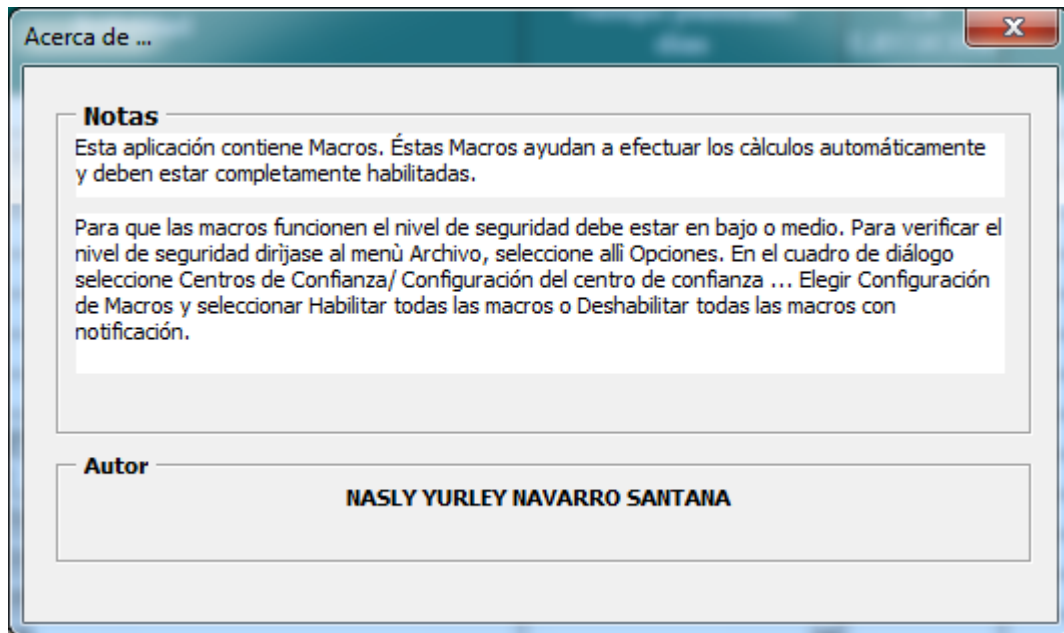 Acerca de ...
Notas
Esta aplicación contiene Macros. Éstas Macros ayudan a efectuar los càlculos automáticamente
y deben estar completamente habilitadas.
Para que las macros funcionen el nivel de seguridad debe estar en bajo o medio. Para verificar el
nivel de seguridad dirìjase al menù Archivo, seleccione allì Opciones. En el cuadro de diálogo
seleccione Centros de Confianza/ Configuración del centro de confianza ... Elegir Configuración
de Macros y seleccionar Habilitar todas las macros o Deshabilitar todas las macros con
notificación.
Autor
NASLY YURLEY NAVARRO SANTANA